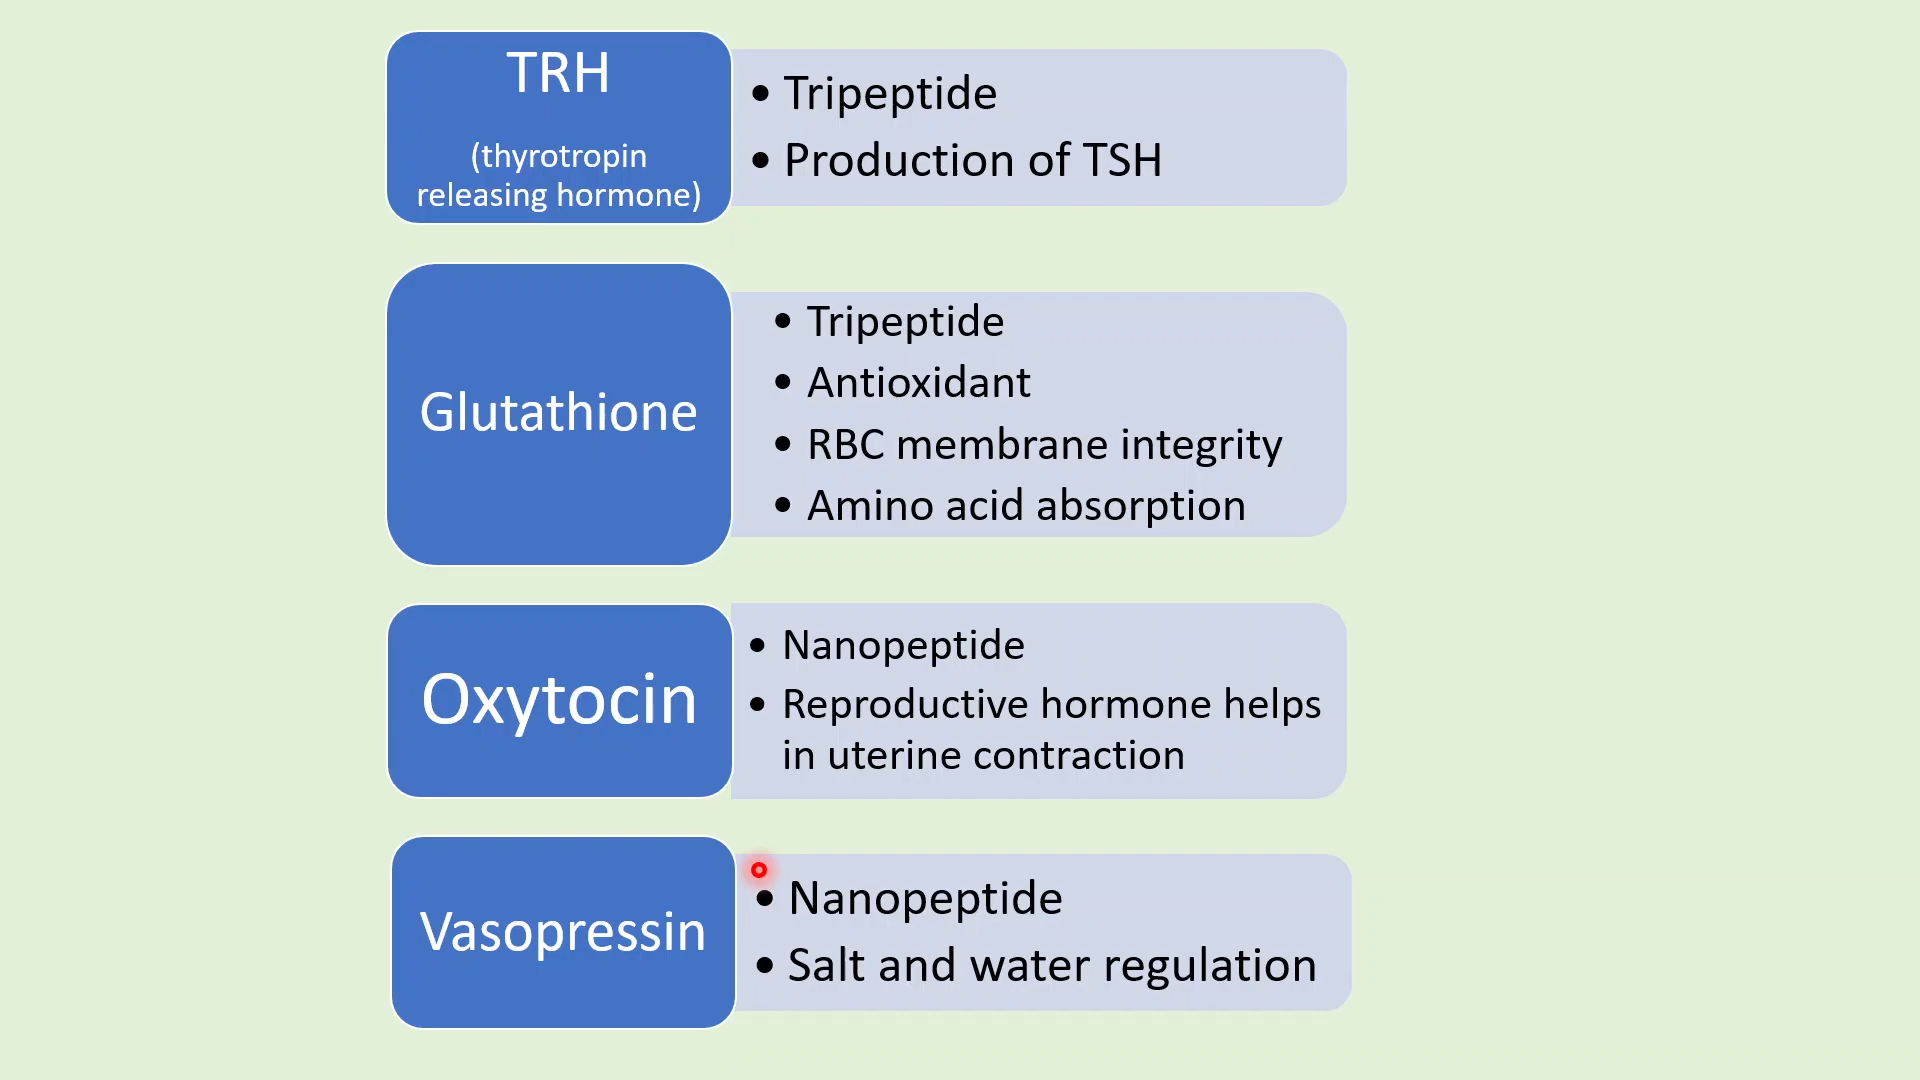 TRH
(thyrotropin
releasing hormone)
• Tripeptide
• Production of TSH
Glutathione
• Tripeptide
• Antioxidant
• RBC membrane integrity
• Amino acid absorption
Oxytocin
• Nanopeptide
• Reproductive hormone helps
in uterine contraction
Vasopressin
• Nanopeptide
• Salt and water regulation